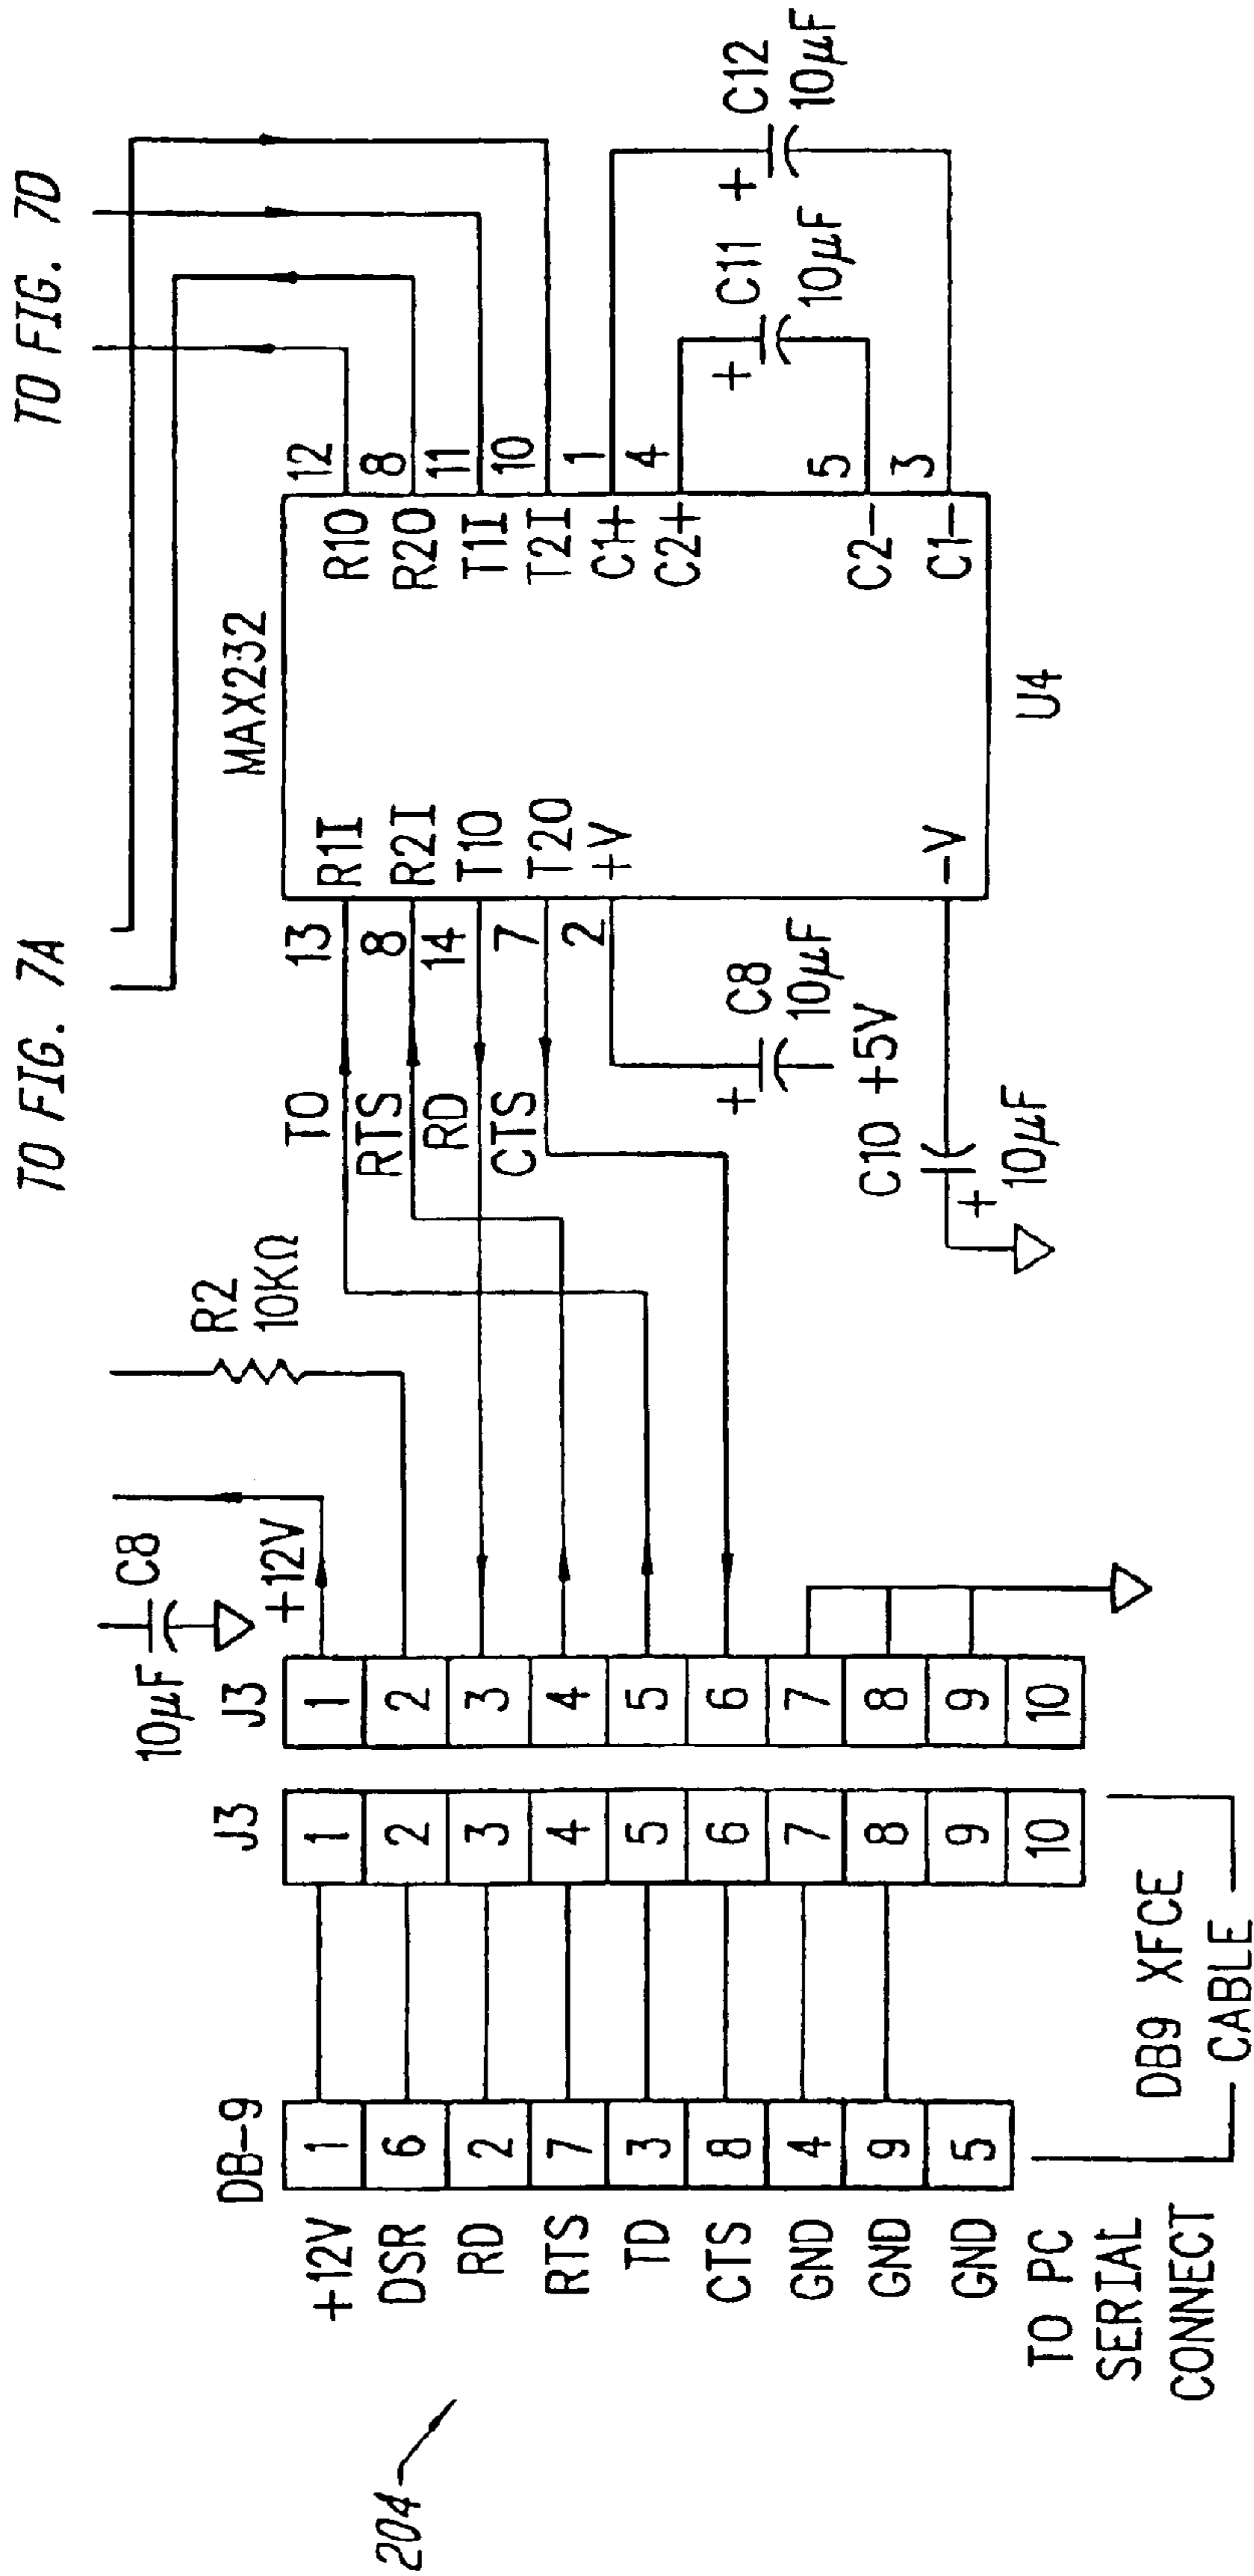 TO FIG. 7A
TO FIG. 7D
R2
10KΩ
C8
10µF
+12V
J3
1
2
3
4
5
6
7
8
9
10
J3
1
2
3
4
5
6
7
8
9
10
DB-9
1
6
2
7
3
8
4
9
5
+12V
DSR
RD
RTS
TD
CTS
GND
GND
GND
TO PC
SERIAL
CONNECT
DB9 XFCE
CABLE
204
TO
RTS
RD
CTS
13
8
14
7
2
MAX232
R1I
R2I
T1O
T2O
+V
-V
R1O
R2O
T1I
T2I
C1+
C2+
C2-
C1-
12
8
11
10
1
4
5
3
U4
+
C8
10µF
+5V
C10
+
10µF
+
C11
10µF
+
C12
10µF